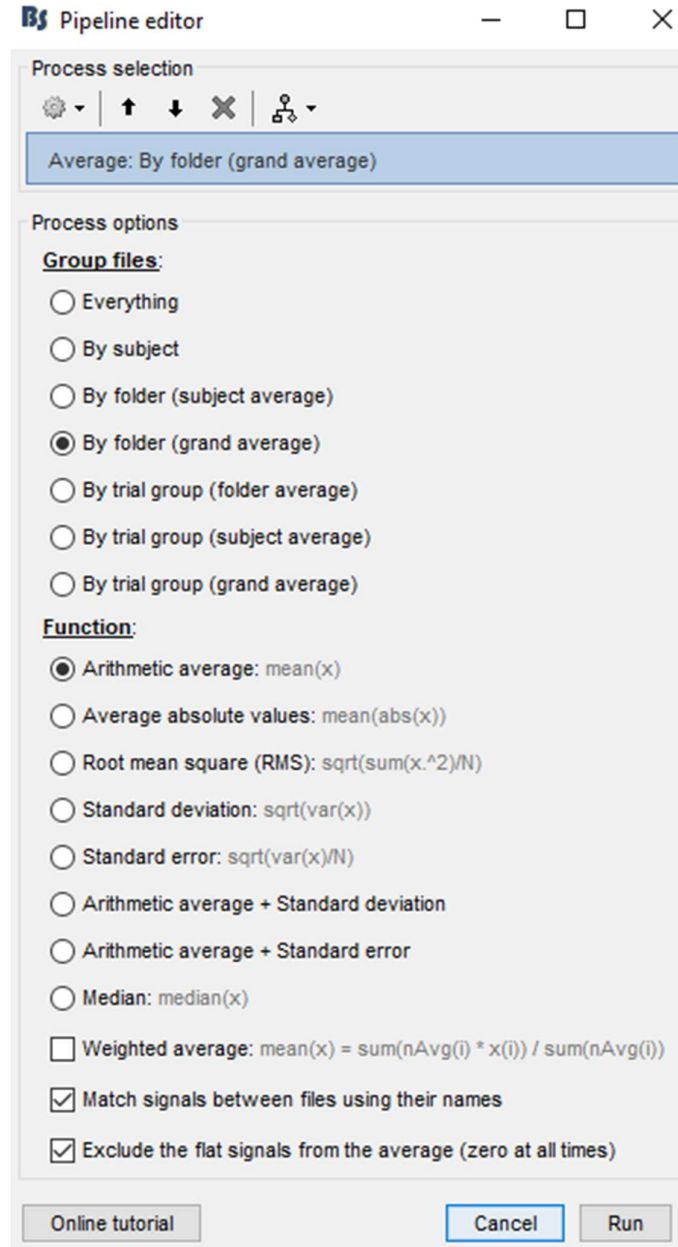 Bs Pipeline editor
Process selection
Average: By folder (grand average)
Process options
Group files:
Everything
By subject
By folder (subject average)
By folder (grand average)
By trial group (folder average)
By trial group (subject average)
By trial group (grand average)
Function:
Arithmetic average: mean(x)
Average absolute values: mean(abs(x))
Root mean square (RMS): sqrt(sum(x.^2)/N)
Standard deviation: sqrt(var(x))
Standard error: sqrt(var(x)/N)
Arithmetic average + Standard deviation
Arithmetic average + Standard error
Median: median(x)
Weighted average: mean(x) = sum(nAvg(i) * x(i)) / sum(nAvg(i))
Match signals between files using their names
Exclude the flat signals from the average (zero at all times)
Online tutorial Cancel Run